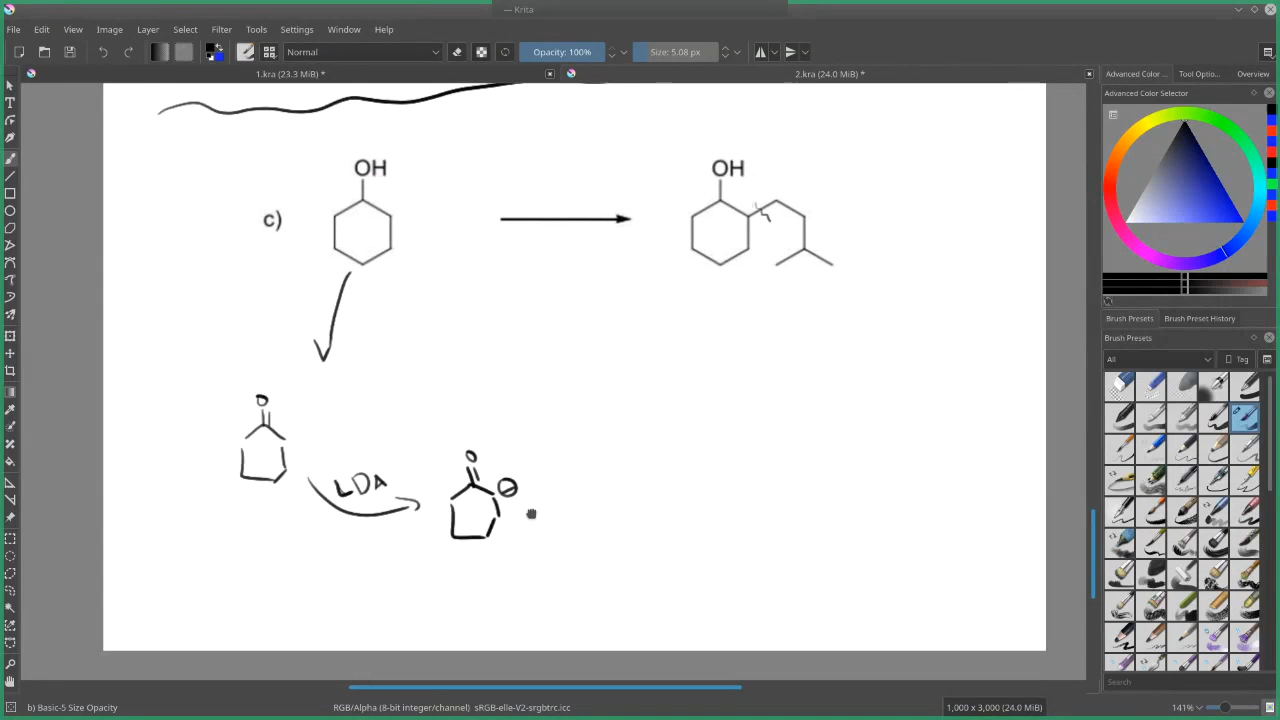 — Krita
File Edit View Image Layer Select Filter Tools Settings Window Help
Normal Opacity: 100% Size: 5.08 px
1.kra (23.3 MiB) * 2.kra (24.0 MiB) *
Advanced Color ... Tool Optio... Overview
Advanced Color Selector
OH OH
c)
Brush Presets Brush Preset History
Brush Presets
All Tag
O
LDA
O ⊖
Search
b) Basic-5 Size Opacity RGB/Alpha (8-bit integer/channel) sRGB-elle-V2-srgbtrc.icc 1,000 x 3,000 (24.0 MiB) 141%